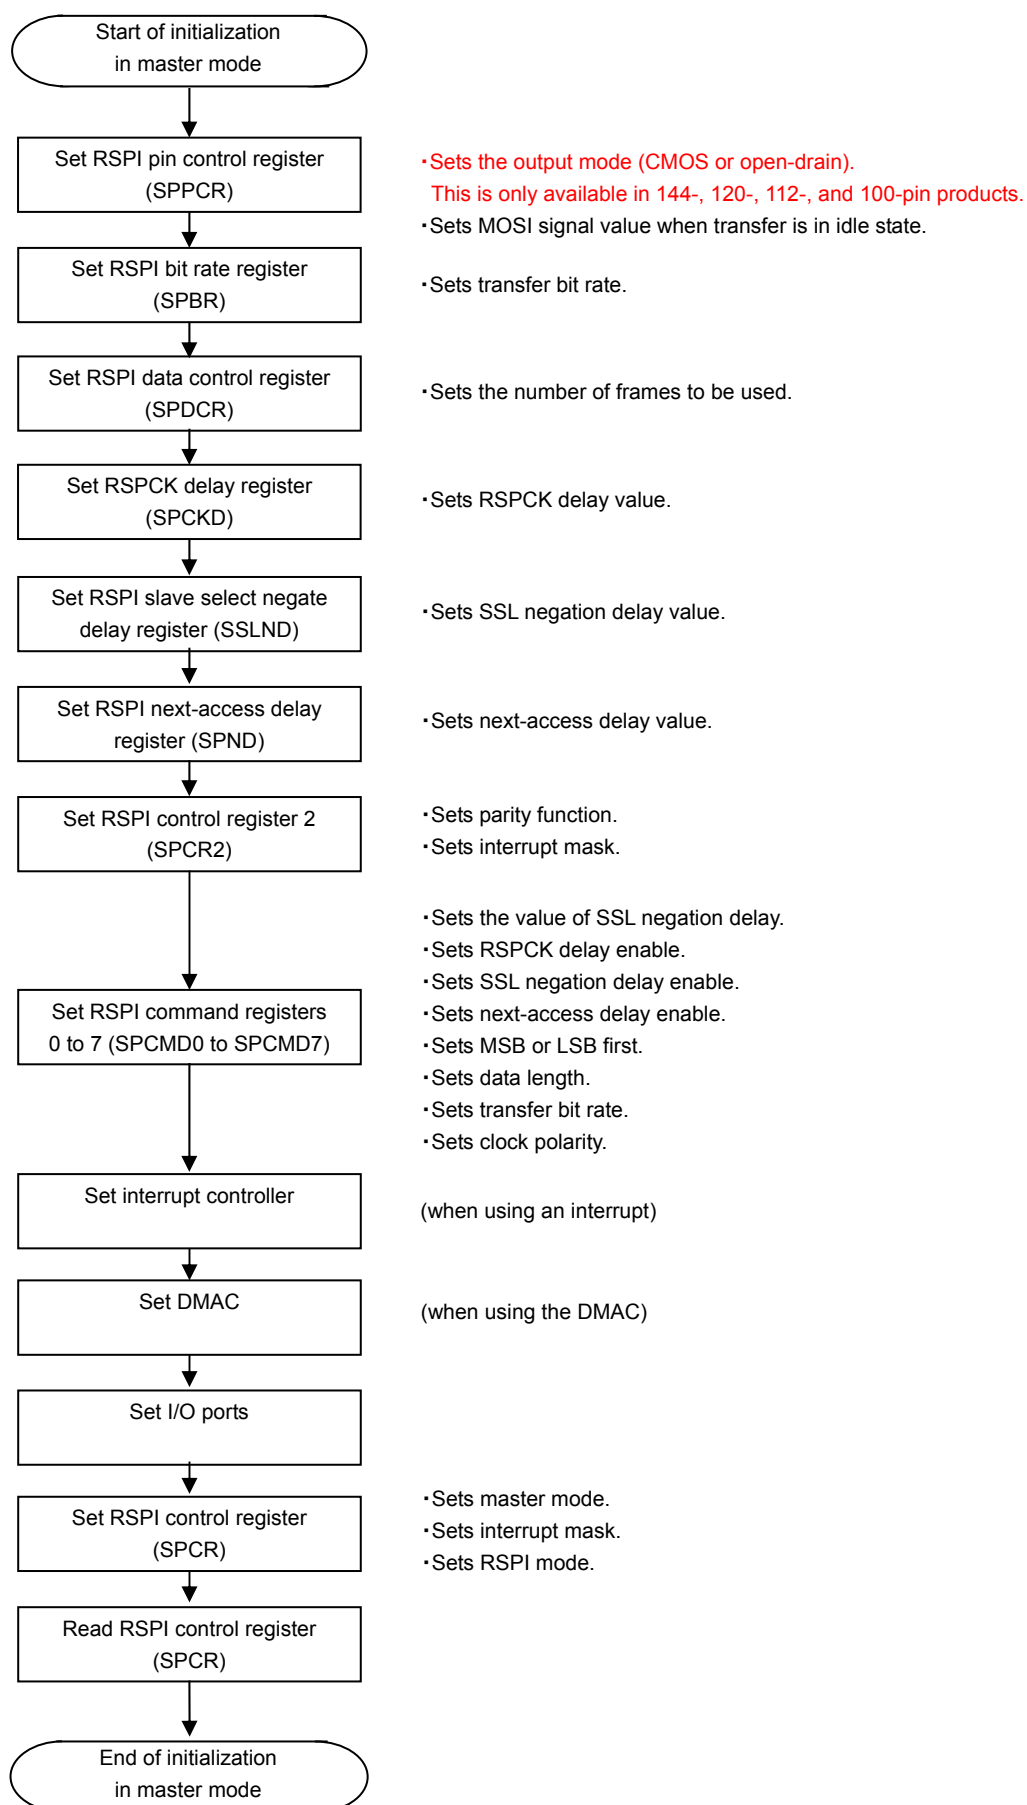 Start of initialization
in master mode
Set RSPI pin control register
(SPPCR)
・Sets the output mode (CMOS or open-drain).
This is only available in 144-, 120-, 112-, and 100-pin products.
・Sets MOSI signal value when transfer is in idle state.
Set RSPI bit rate register
(SPBR)
・Sets transfer bit rate.
Set RSPI data control register
(SPDCR)
・Sets the number of frames to be used.
Set RSPCK delay register
(SPCKD)
・Sets RSPCK delay value.
Set RSPI slave select negate
delay register (SSLND)
・Sets SSL negation delay value.
Set RSPI next-access delay
register (SPND)
・Sets next-access delay value.
Set RSPI control register 2
(SPCR2)
・Sets parity function.
・Sets interrupt mask.
Set RSPI command registers
0 to 7 (SPCMD0 to SPCMD7)
・Sets the value of SSL negation delay.
・Sets RSPCK delay enable.
・Sets SSL negation delay enable.
・Sets next-access delay enable.
・Sets MSB or LSB first.
・Sets data length.
・Sets transfer bit rate.
・Sets clock polarity.
Set interrupt controller
(when using an interrupt)
Set DMAC
(when using the DMAC)
Set I/O ports
Set RSPI control register
(SPCR)
・Sets master mode.
・Sets interrupt mask.
・Sets RSPI mode.
Read RSPI control register
(SPCR)
End of initialization
in master mode